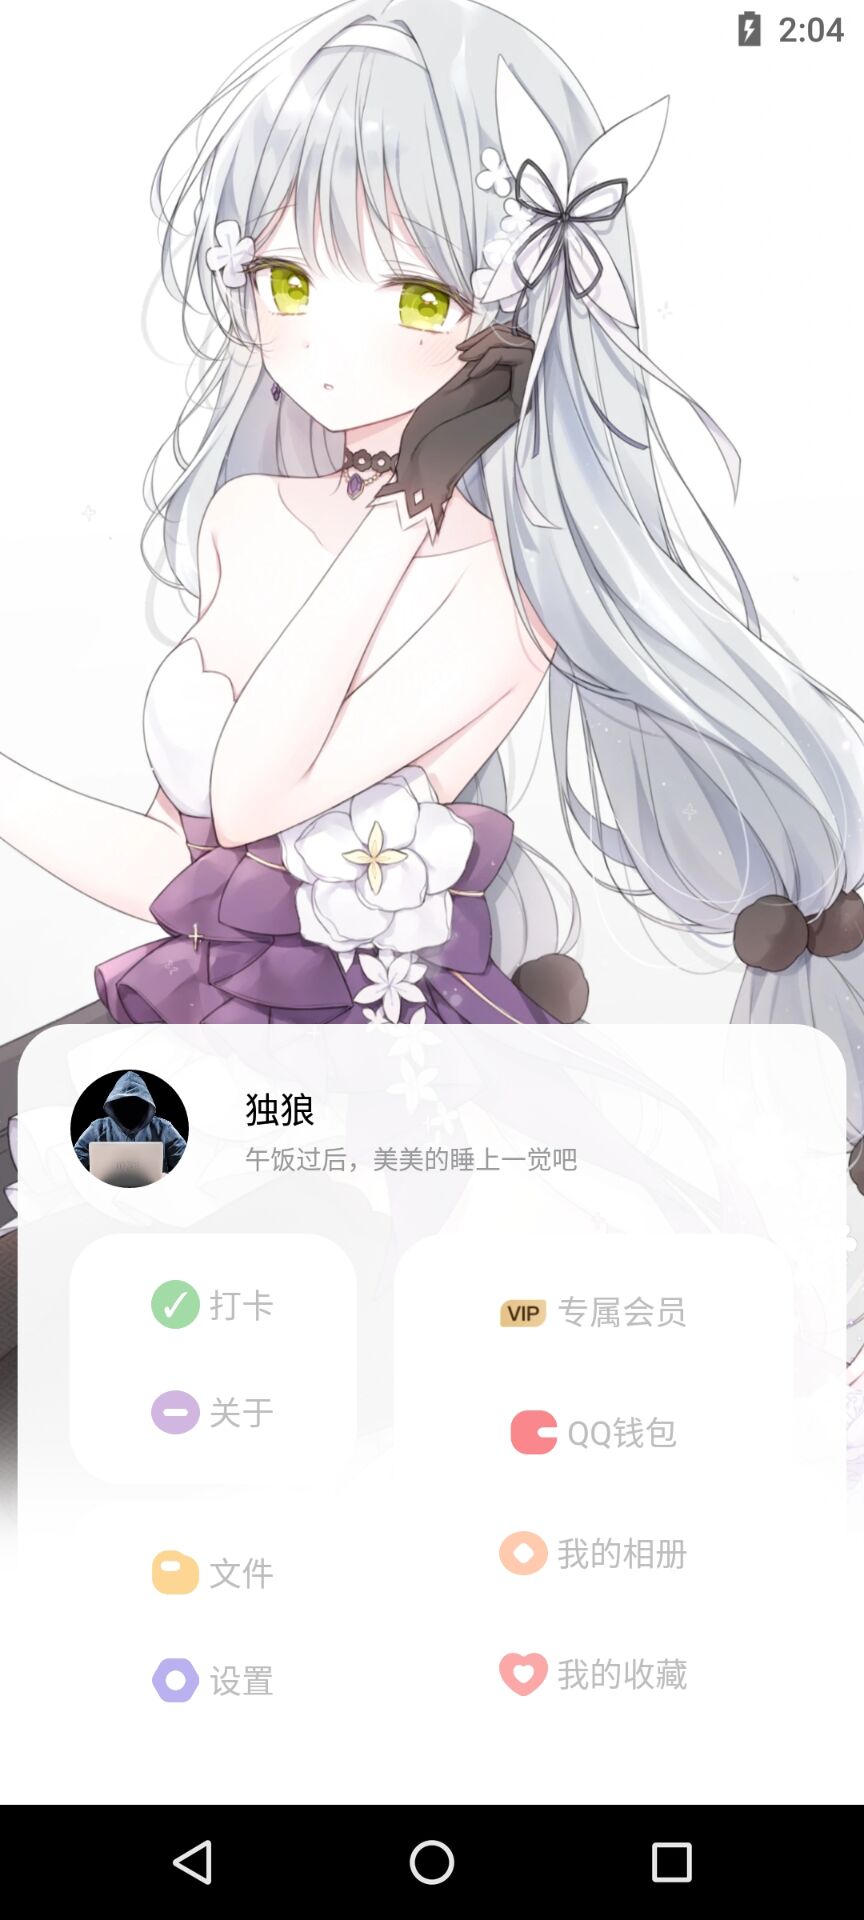 2:04
独狼
午饭过后，美美的睡上一觉吧
打卡
关于
文件
设置
VIP 专属会员
QQ钱包
我的相册
我的收藏